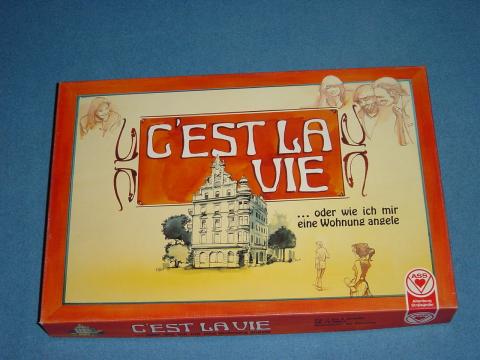 C'EST LA
VIE
... oder wie ich mir
eine Wohnung angele
ASS
C'EST LA VIE